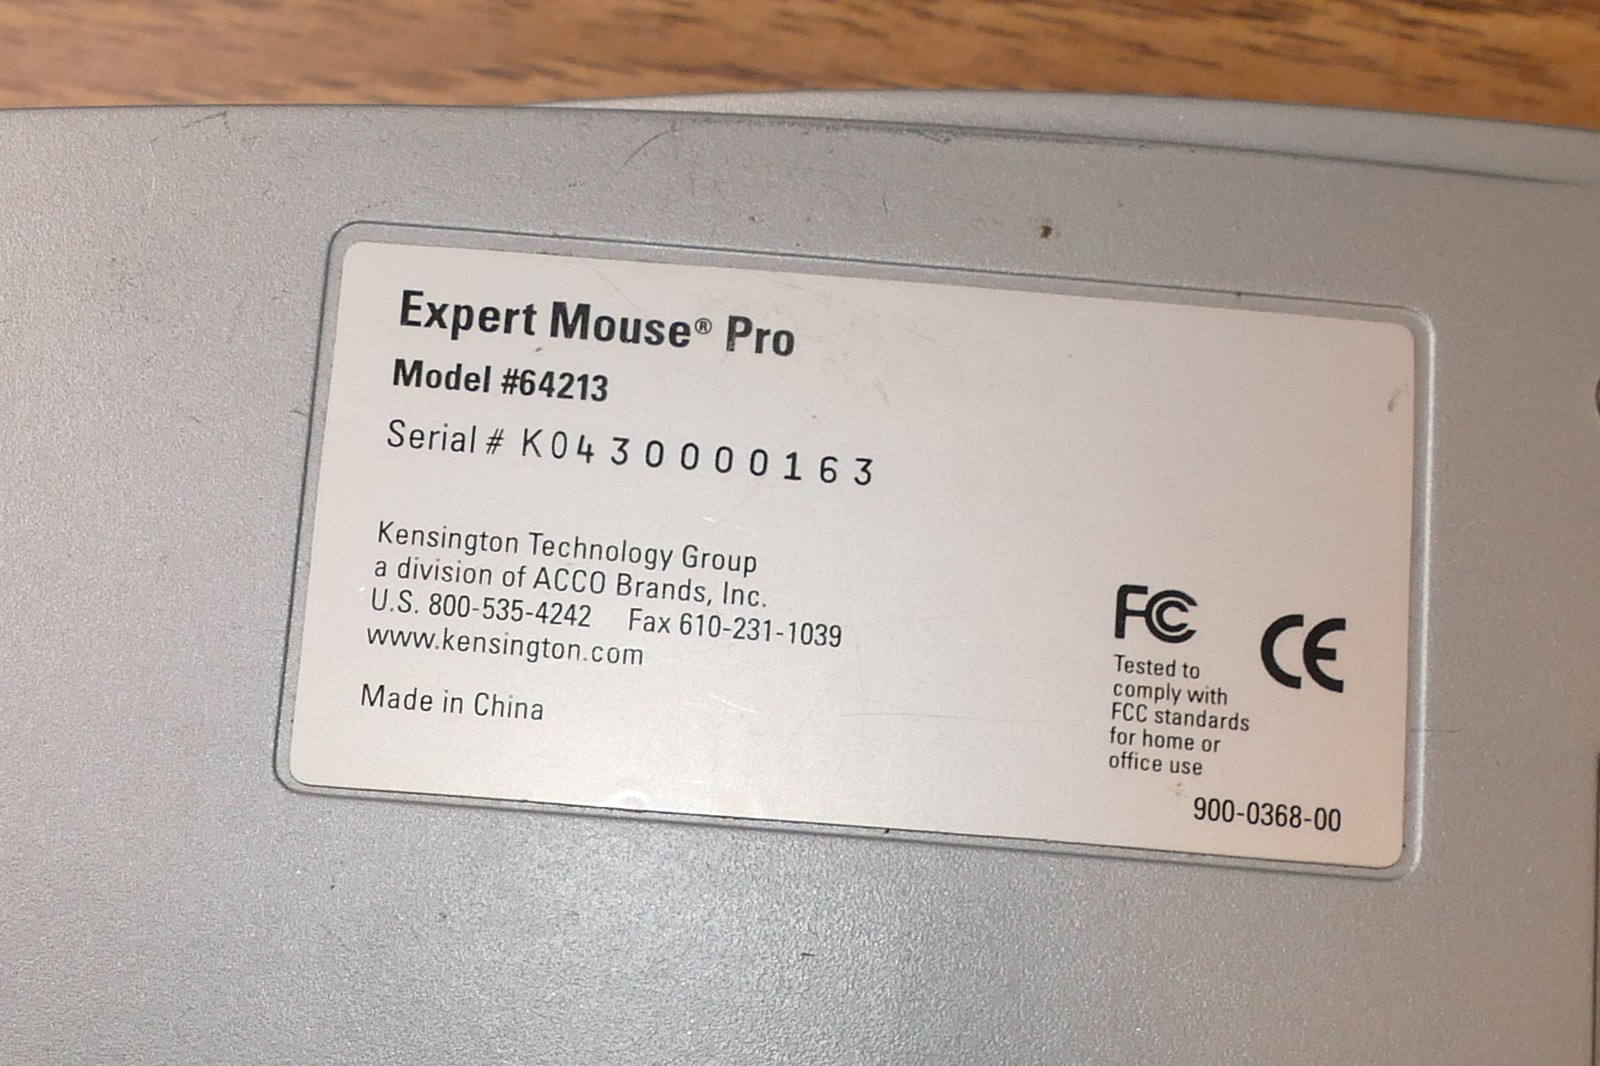 Expert Mouse® Pro
Model #64213
Serial # K0430000163
Kensington Technology Group
a division of ACCO Brands, Inc.
U.S. 800-535-4242 Fax 610-231-1039
www.kensington.com
Made in China
FC CE
Tested to
comply with
FCC standards
for home or
office use
900-0368-00